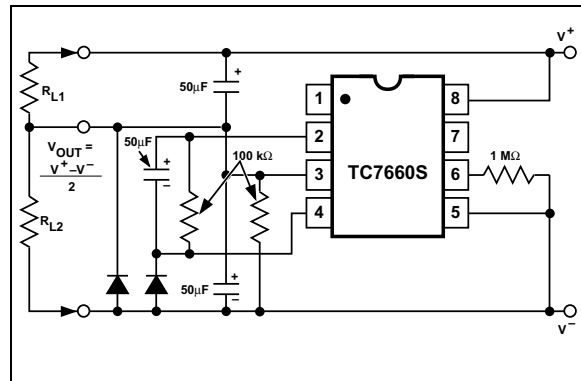 V+
50µF
+
RL1
1
8
VOUT =
V+–V–
2
50µF
+
–
100 kΩ
2
7
TC7660S
3
6
1 MΩ
4
5
RL2
50µF
+
–
V–